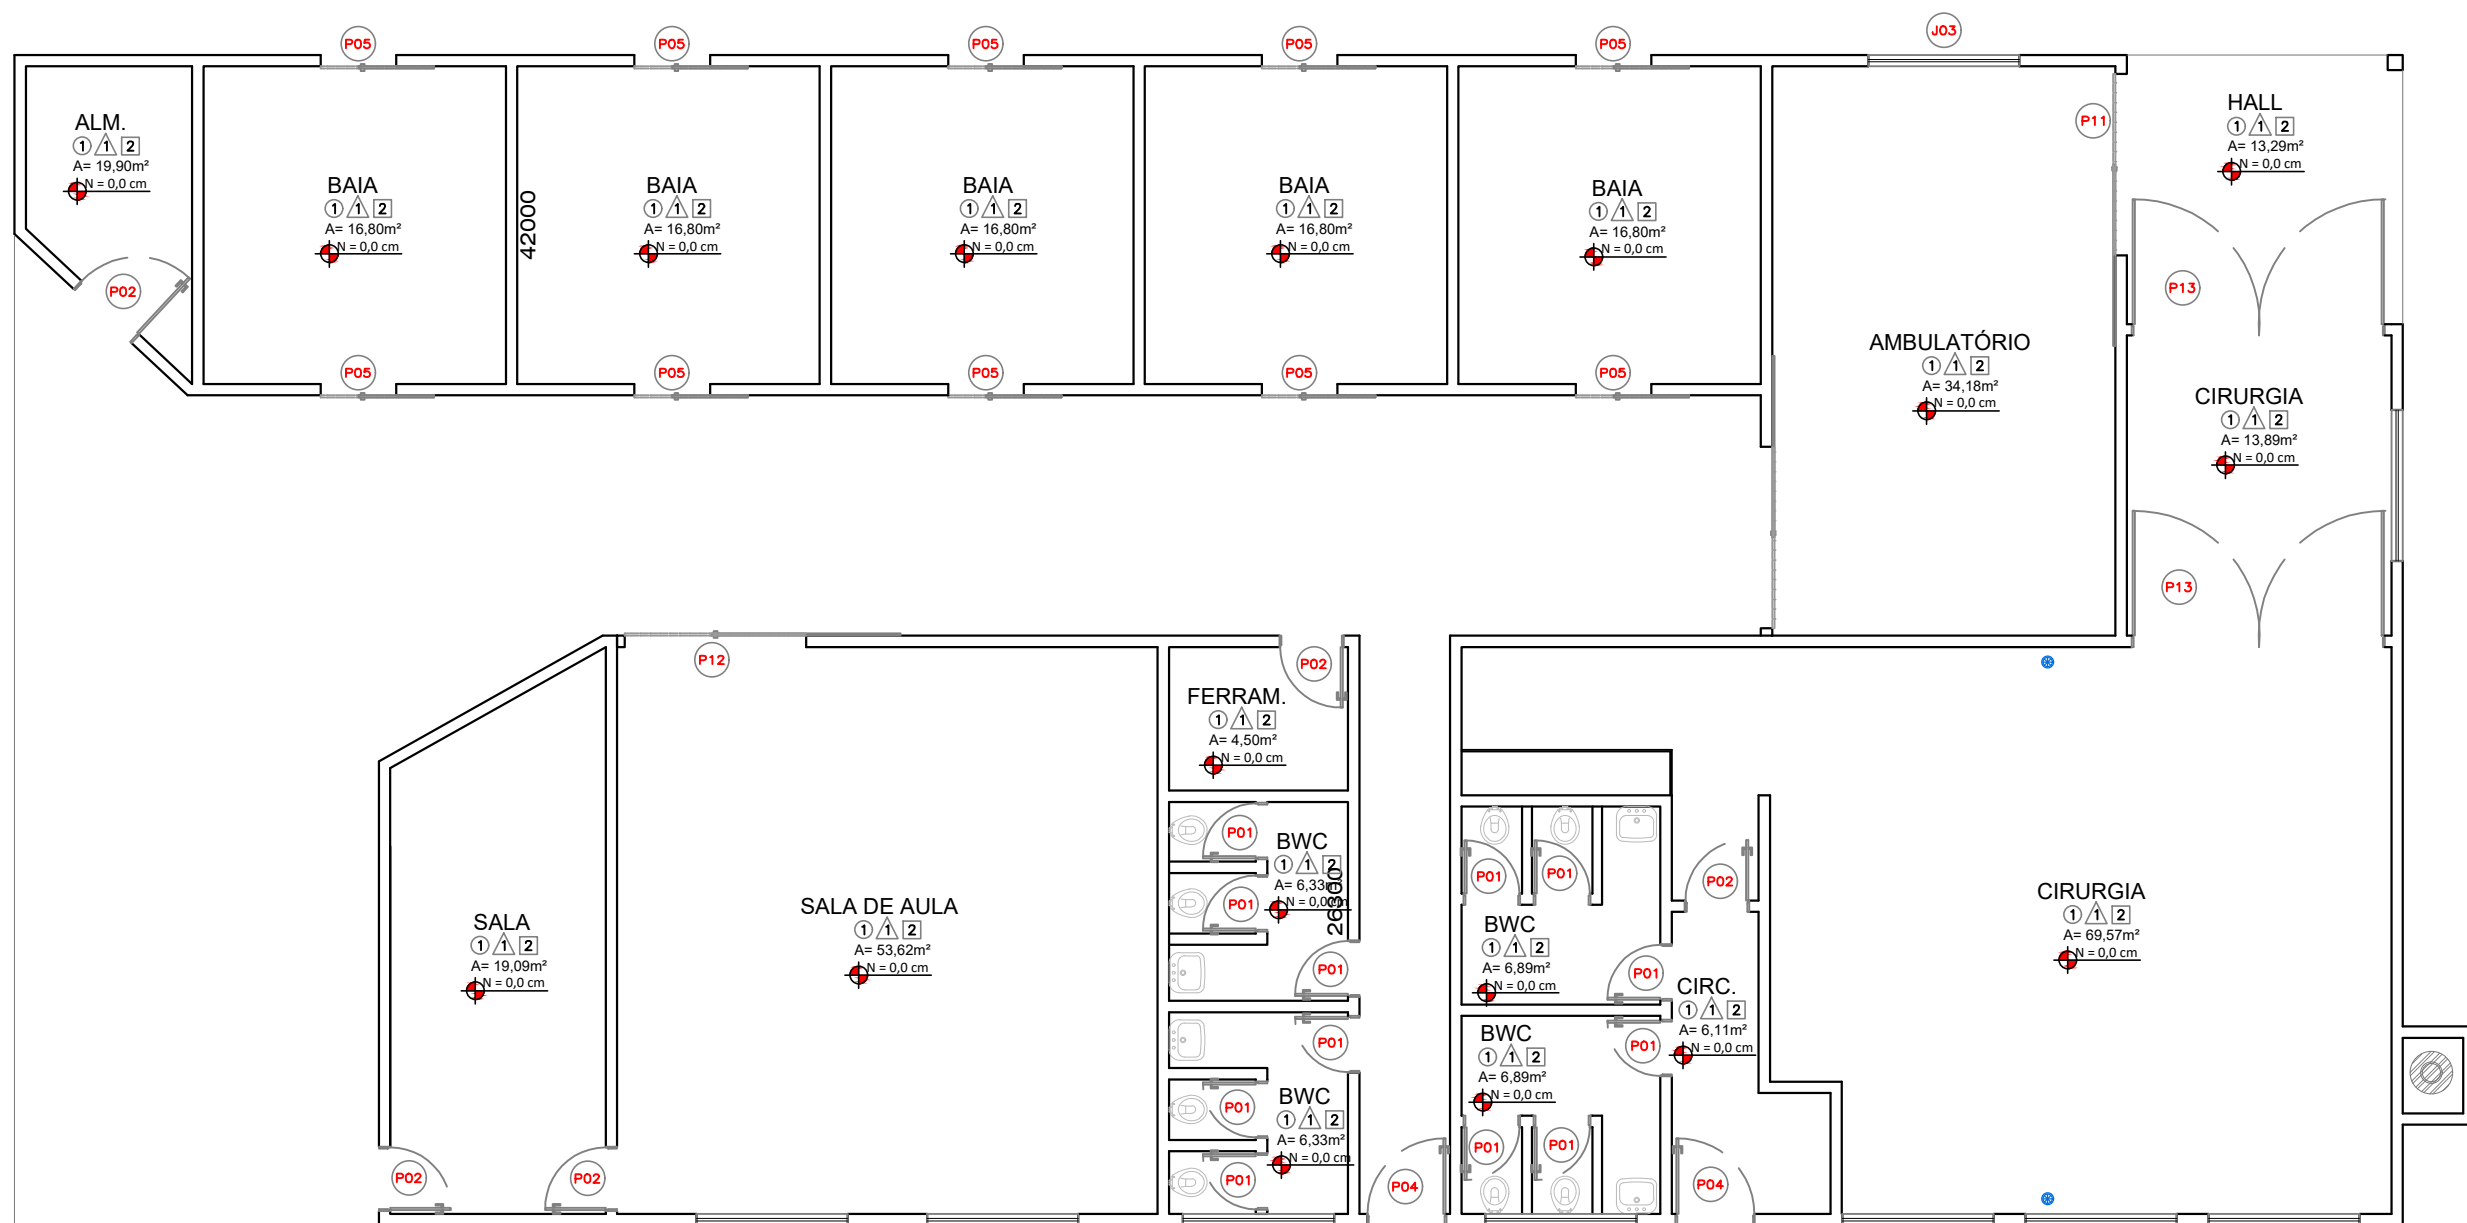 P05
P05
P05
P05
P05
J03
ALM.
1 1 2
A= 19,90m²
N = 0,0 cm
P11
HALL
1 1 2
A= 13,29m²
N = 0,0 cm
BAIA
1 1 2
A= 16,80m²
N = 0,0 cm
42000
BAIA
1 1 2
A= 16,80m²
N = 0,0 cm
BAIA
1 1 2
A= 16,80m²
N = 0,0 cm
BAIA
1 1 2
A= 16,80m²
N = 0,0 cm
BAIA
1 1 2
A= 16,80m²
N = 0,0 cm
P02
P13
P05
P05
P05
P05
P05
AMBULATÓRIO
1 1 2
A= 34,18m²
N = 0,0 cm
CIRURGIA
1 1 2
A= 13,89m²
N = 0,0 cm
P13
P12
P02
FERRAM.
1 1 2
A= 4,50m²
N = 0,0 cm
P01
BWC
1 1 2
A= 6,33m²
N = 0,0 cm
26300
P01
P01
P01
P01
P02
SALA
1 1 2
A= 19,09m²
N = 0,0 cm
SALA DE AULA
1 1 2
A= 53,62m²
N = 0,0 cm
BWC
1 1 2
A= 6,89m²
N = 0,0 cm
CIRURGIA
1 1 2
A= 69,57m²
N = 0,0 cm
P01
P01
CIRC.
1 1 2
A= 6,11m²
N = 0,0 cm
BWC
1 1 2
A= 6,89m²
N = 0,0 cm
P01
P01
P01
BWC
1 1 2
A= 6,33m²
N = 0,0 cm
P01
P01
P01
P02
P02
P04
P04